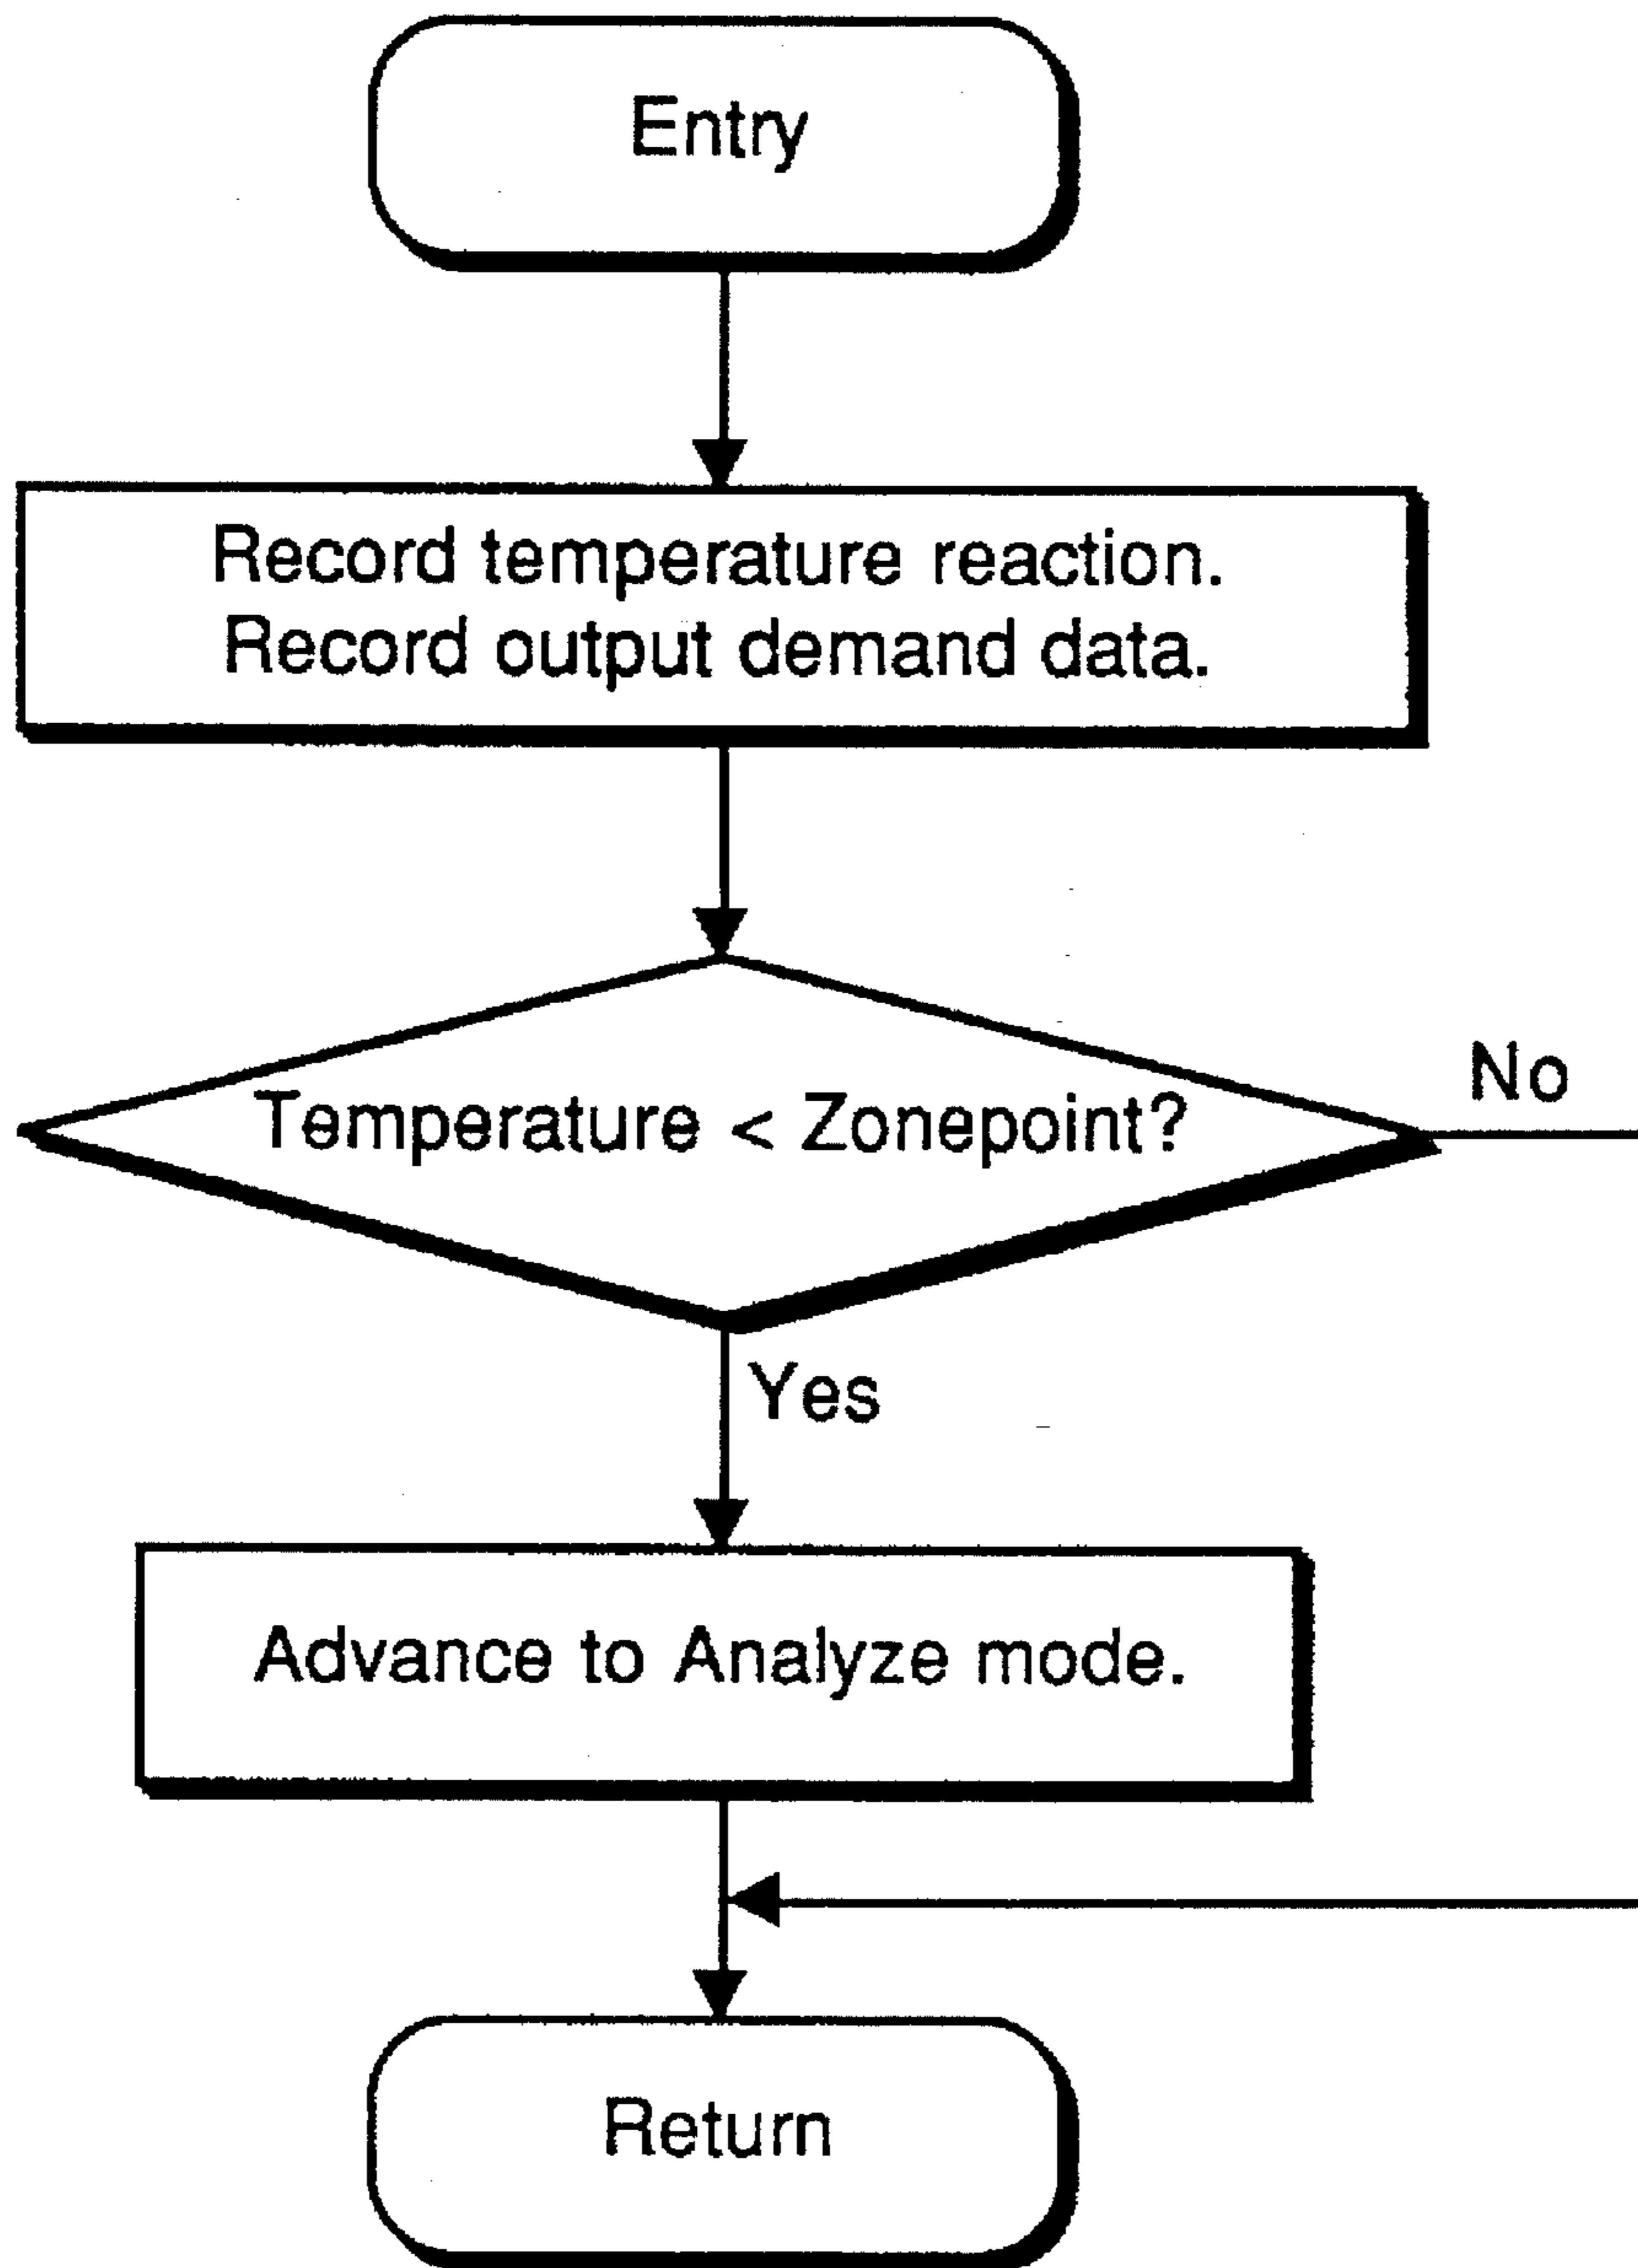 Entry
Record temperature reaction.
Record output demand data.
Temperature < Zonepoint?
No
Yes
Advance to Analyze mode.
Return